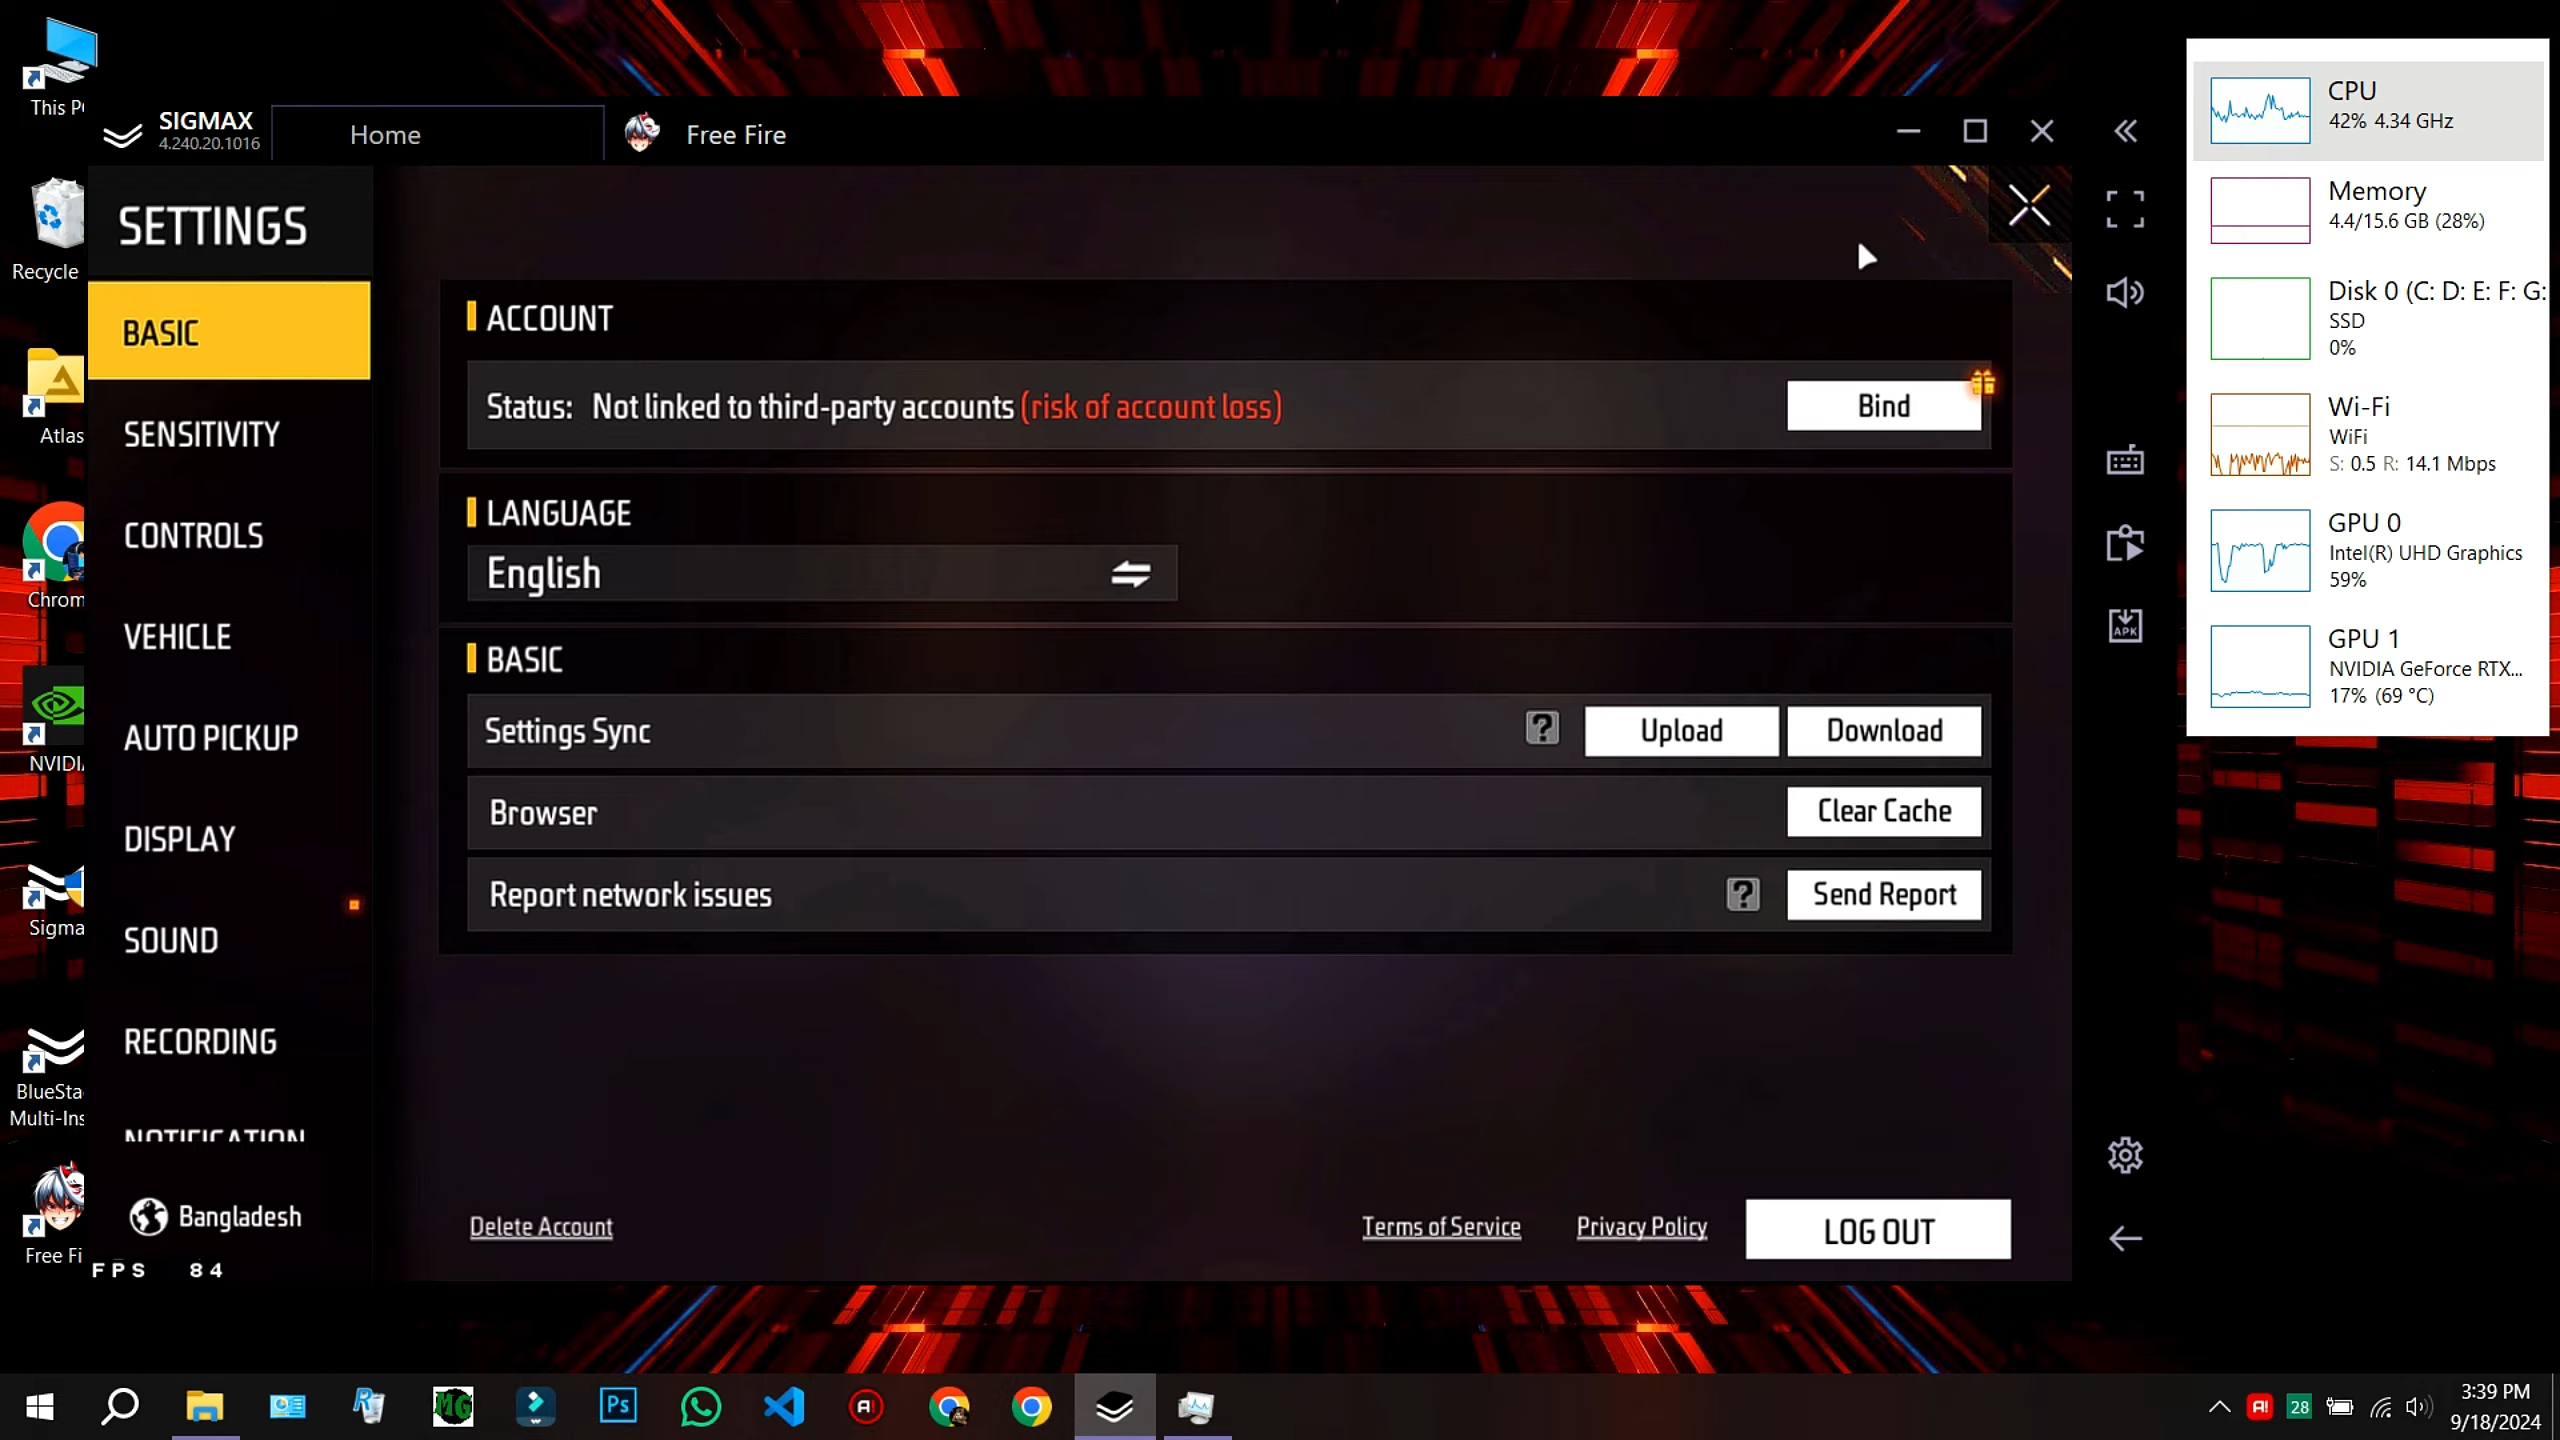 This P
Recycle
Atlas
Chrom
NVIDI
Sigma
BlueSta
Multi-Ins
Free Fi
SIGMAX
4.240.20.1016
Home
Free Fire
SETTINGS
BASIC
SENSITIVITY
CONTROLS
VEHICLE
AUTO PICKUP
DISPLAY
SOUND
RECORDING
NOTIFICATION
Bangladesh
FPS 84
ACCOUNT
Status: Not linked to third-party accounts (risk of account loss)
Bind
LANGUAGE
English
BASIC
Settings Sync
?
Upload
Download
Browser
Clear Cache
Report network issues
?
Send Report
Delete Account
Terms of Service
Privacy Policy
LOG OUT
APK
CPU
42% 4.34 GHz
Memory
4.4/15.6 GB (28%)
Disk 0 (C: D: E: F: G:
SSD
0%
Wi-Fi
WiFi
S: 0.5 R: 14.1 Mbps
GPU 0
Intel(R) UHD Graphics
59%
GPU 1
NVIDIA GeForce RTX...
17% (69 °C)
MG
Ps
A!
A!
28
3:39 PM
9/18/2024